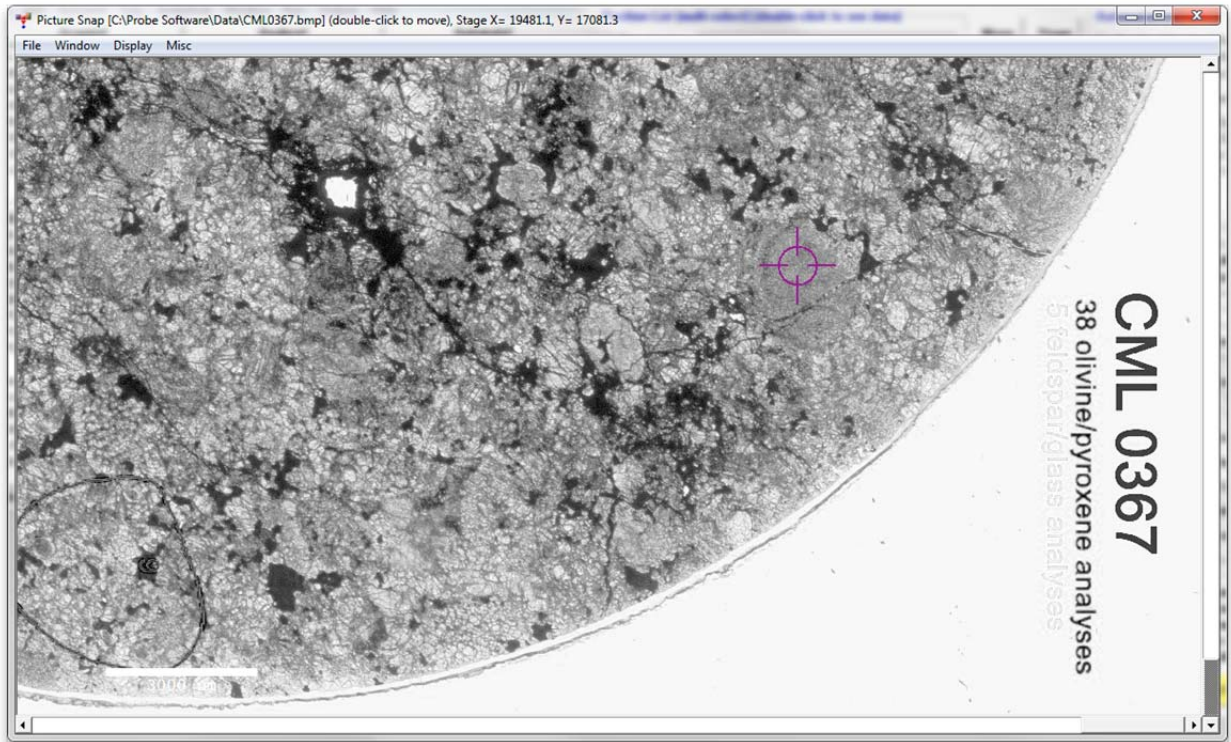 Picture Snap [C:\Probe Software\Data\CML0367.bmp] (double-click to move), Stage X= 19481.1, Y= 17081.3
File Window Display Misc
CML 0367
38 olivine/pyroxene analyses
5 feldspar/glass analyses